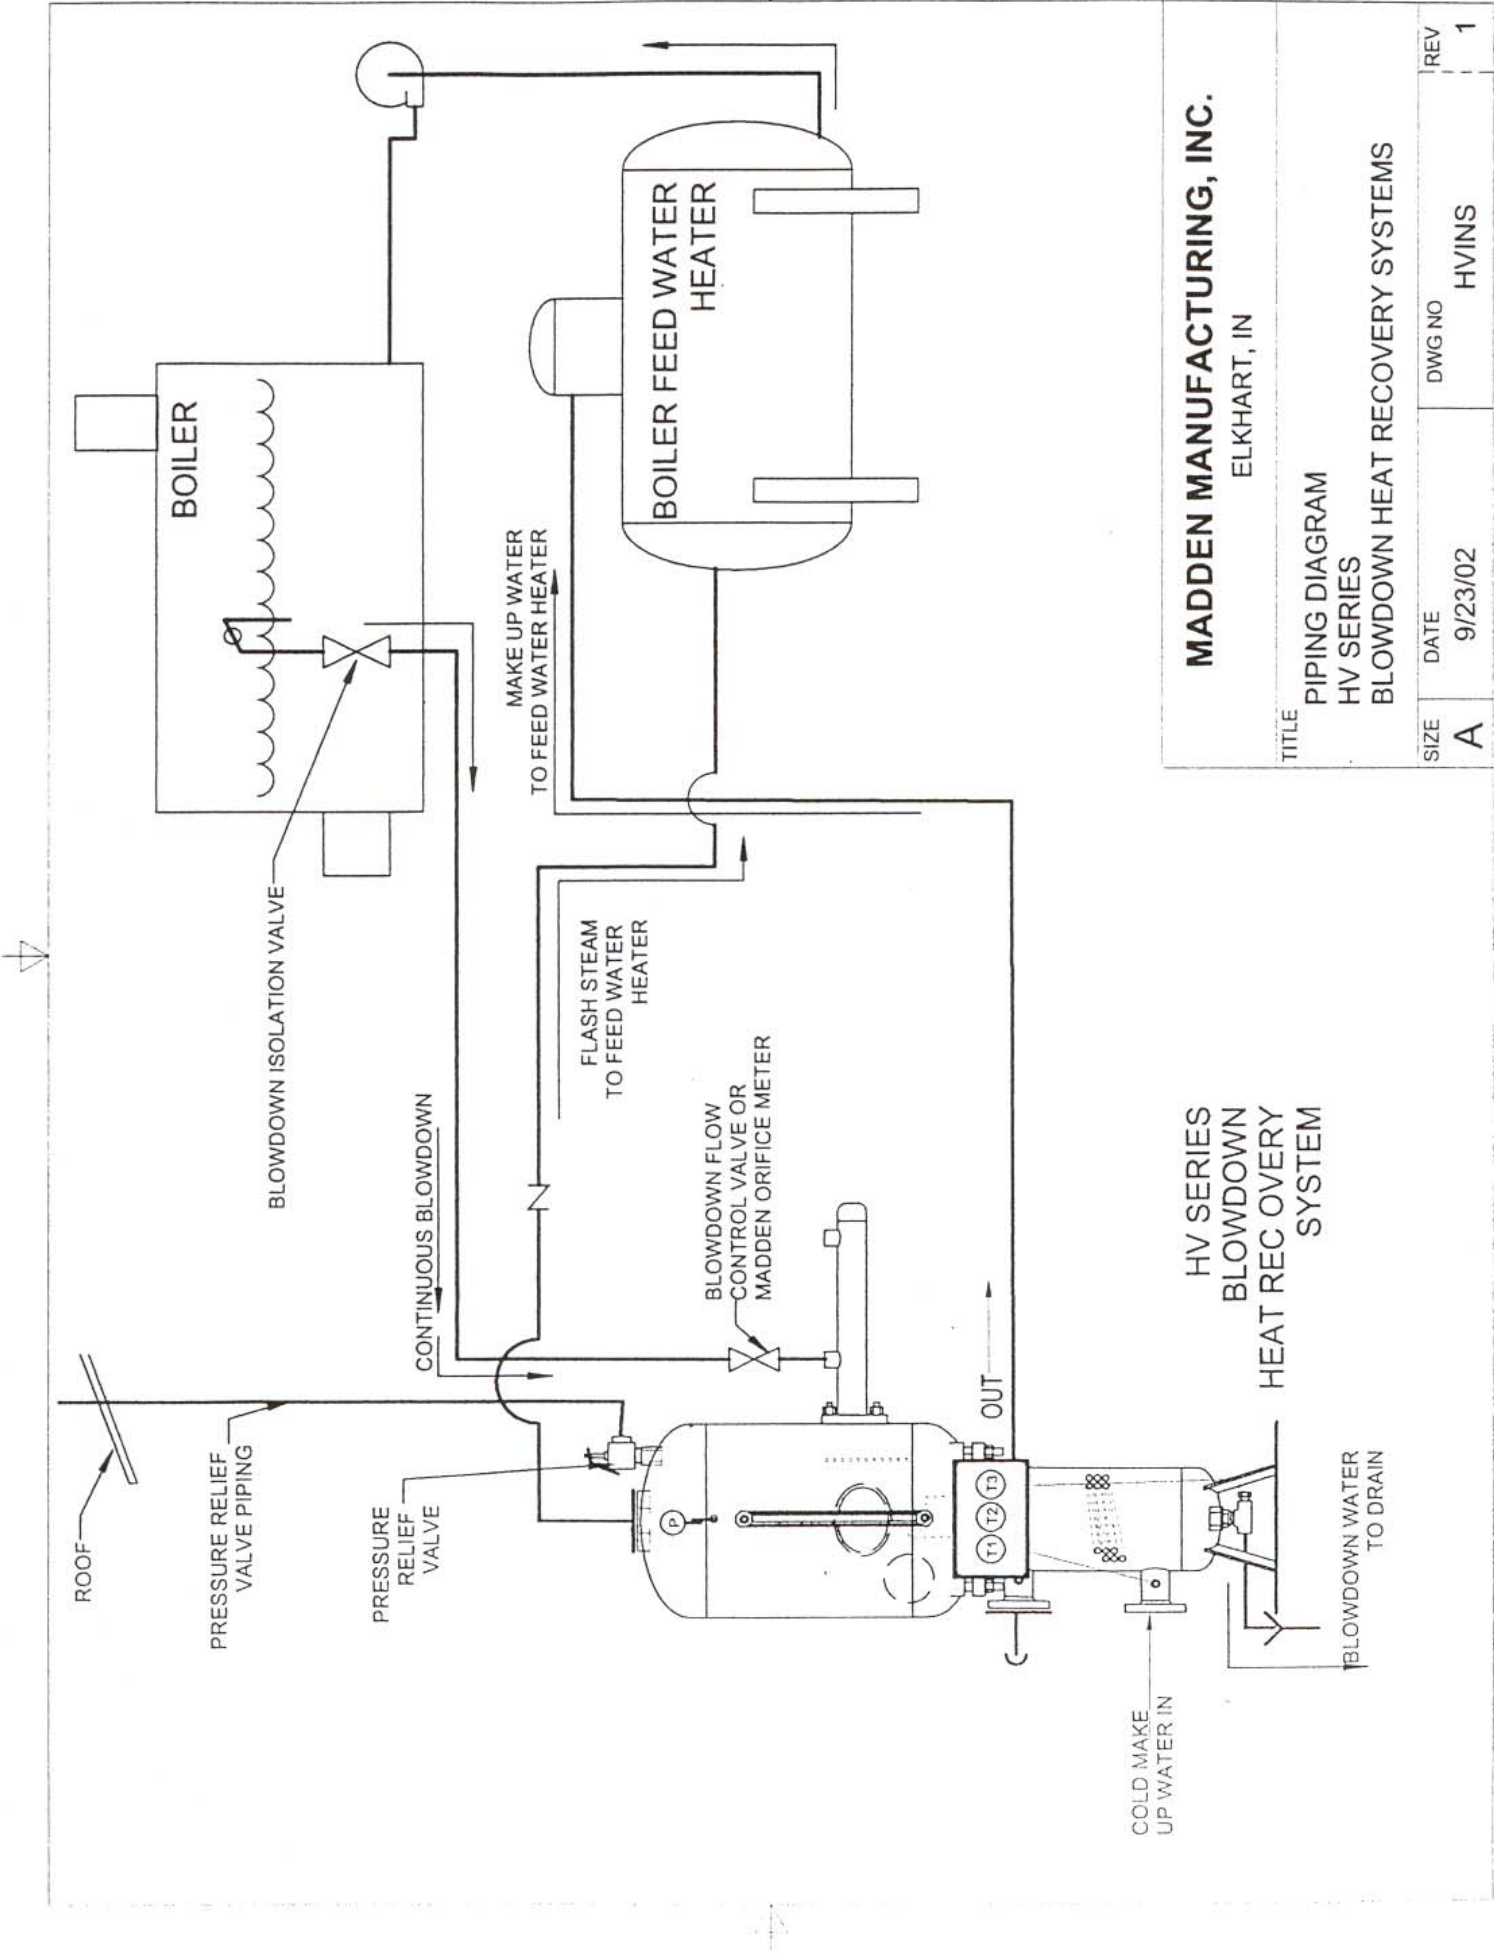 ROOF
PRESSURE RELIEF
VALVE PIPING
PRESSURE
RELIEF
VALVE
CONTINUOUS BLOWDOWN
BLOWDOWN ISOLATION VALVE
BOILER
MAKE UP WATER
TO FEED WATER HEATER
BOILER FEED WATER
HEATER
FLASH STEAM
TO FEED WATER
HEATER
BLOWDOWN FLOW
CONTROL VALVE OR
MADDEN ORIFICE METER
P
T1 T2 T3
OUT
COLD MAKE
UP WATER IN
BLOWDOWN WATER
TO DRAIN
HV SERIES
BLOWDOWN
HEAT REC OVERY
SYSTEM
MADDEN MANUFACTURING, INC.
ELKHART, IN
TITLE
PIPING DIAGRAM
HV SERIES
BLOWDOWN HEAT RECOVERY SYSTEMS
SIZE DATE DWG NO REV
A 9/23/02 HVINS 1